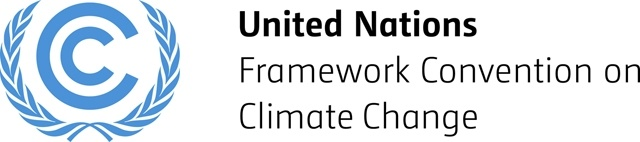 United Nations
Framework Convention on
Climate Change